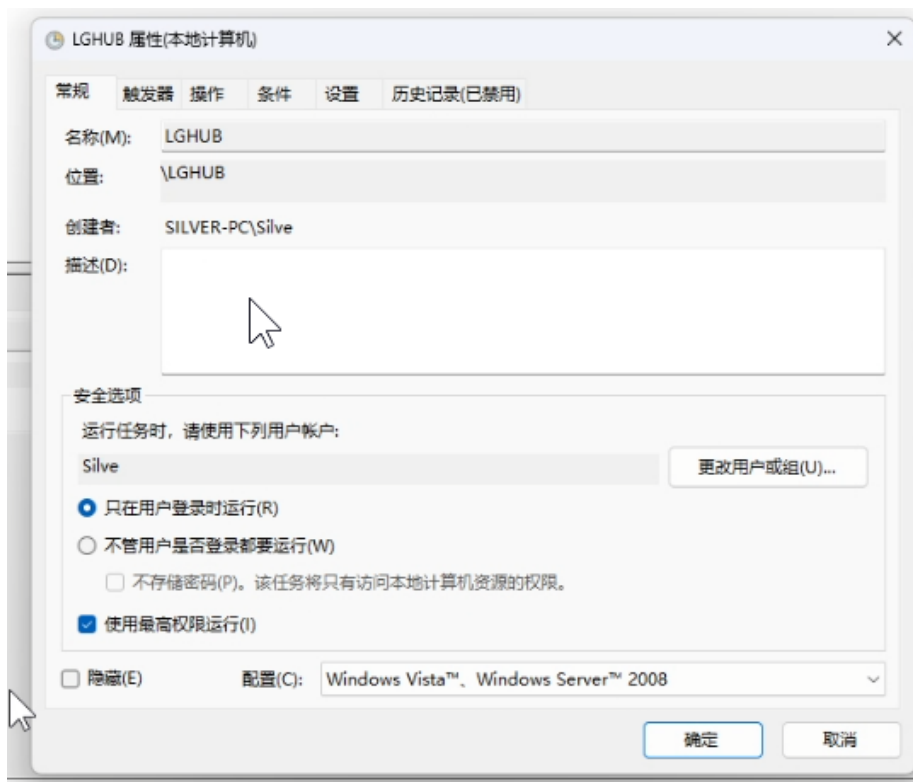 LGHUB 属性(本地计算机)
常规 触发器 操作 条件 设置 历史记录(已禁用)
名称(M): LGHUB
位置: \LGHUB
创建者: SILVER-PC\Silve
描述(D):
安全选项
运行任务时，请使用下列用户帐户:
Silve 更改用户或组(U)...
只在用户登录时运行(R)
不管用户是否登录都要运行(W)
不存储密码(P)。该任务将只有访问本地计算机资源的权限。
使用最高权限运行(I)
隐藏(E) 配置(C): Windows Vista™、Windows Server™ 2008
确定 取消